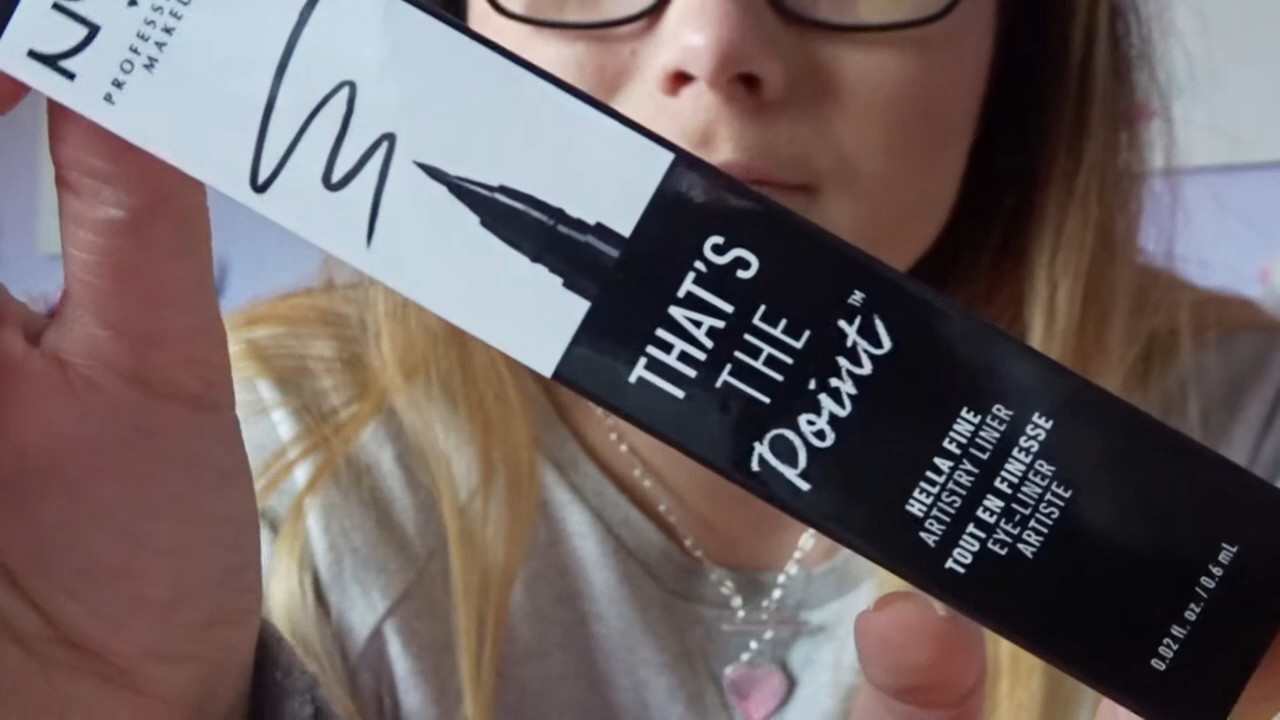 PROFESS
MAKEU
THAT'S
THE
Point™
HELLA FINE
ARTISTRY LINER
TOUT EN FINESSE
EYE-LINER
ARTISTE
0.02 fl. oz. / 0.6 mL